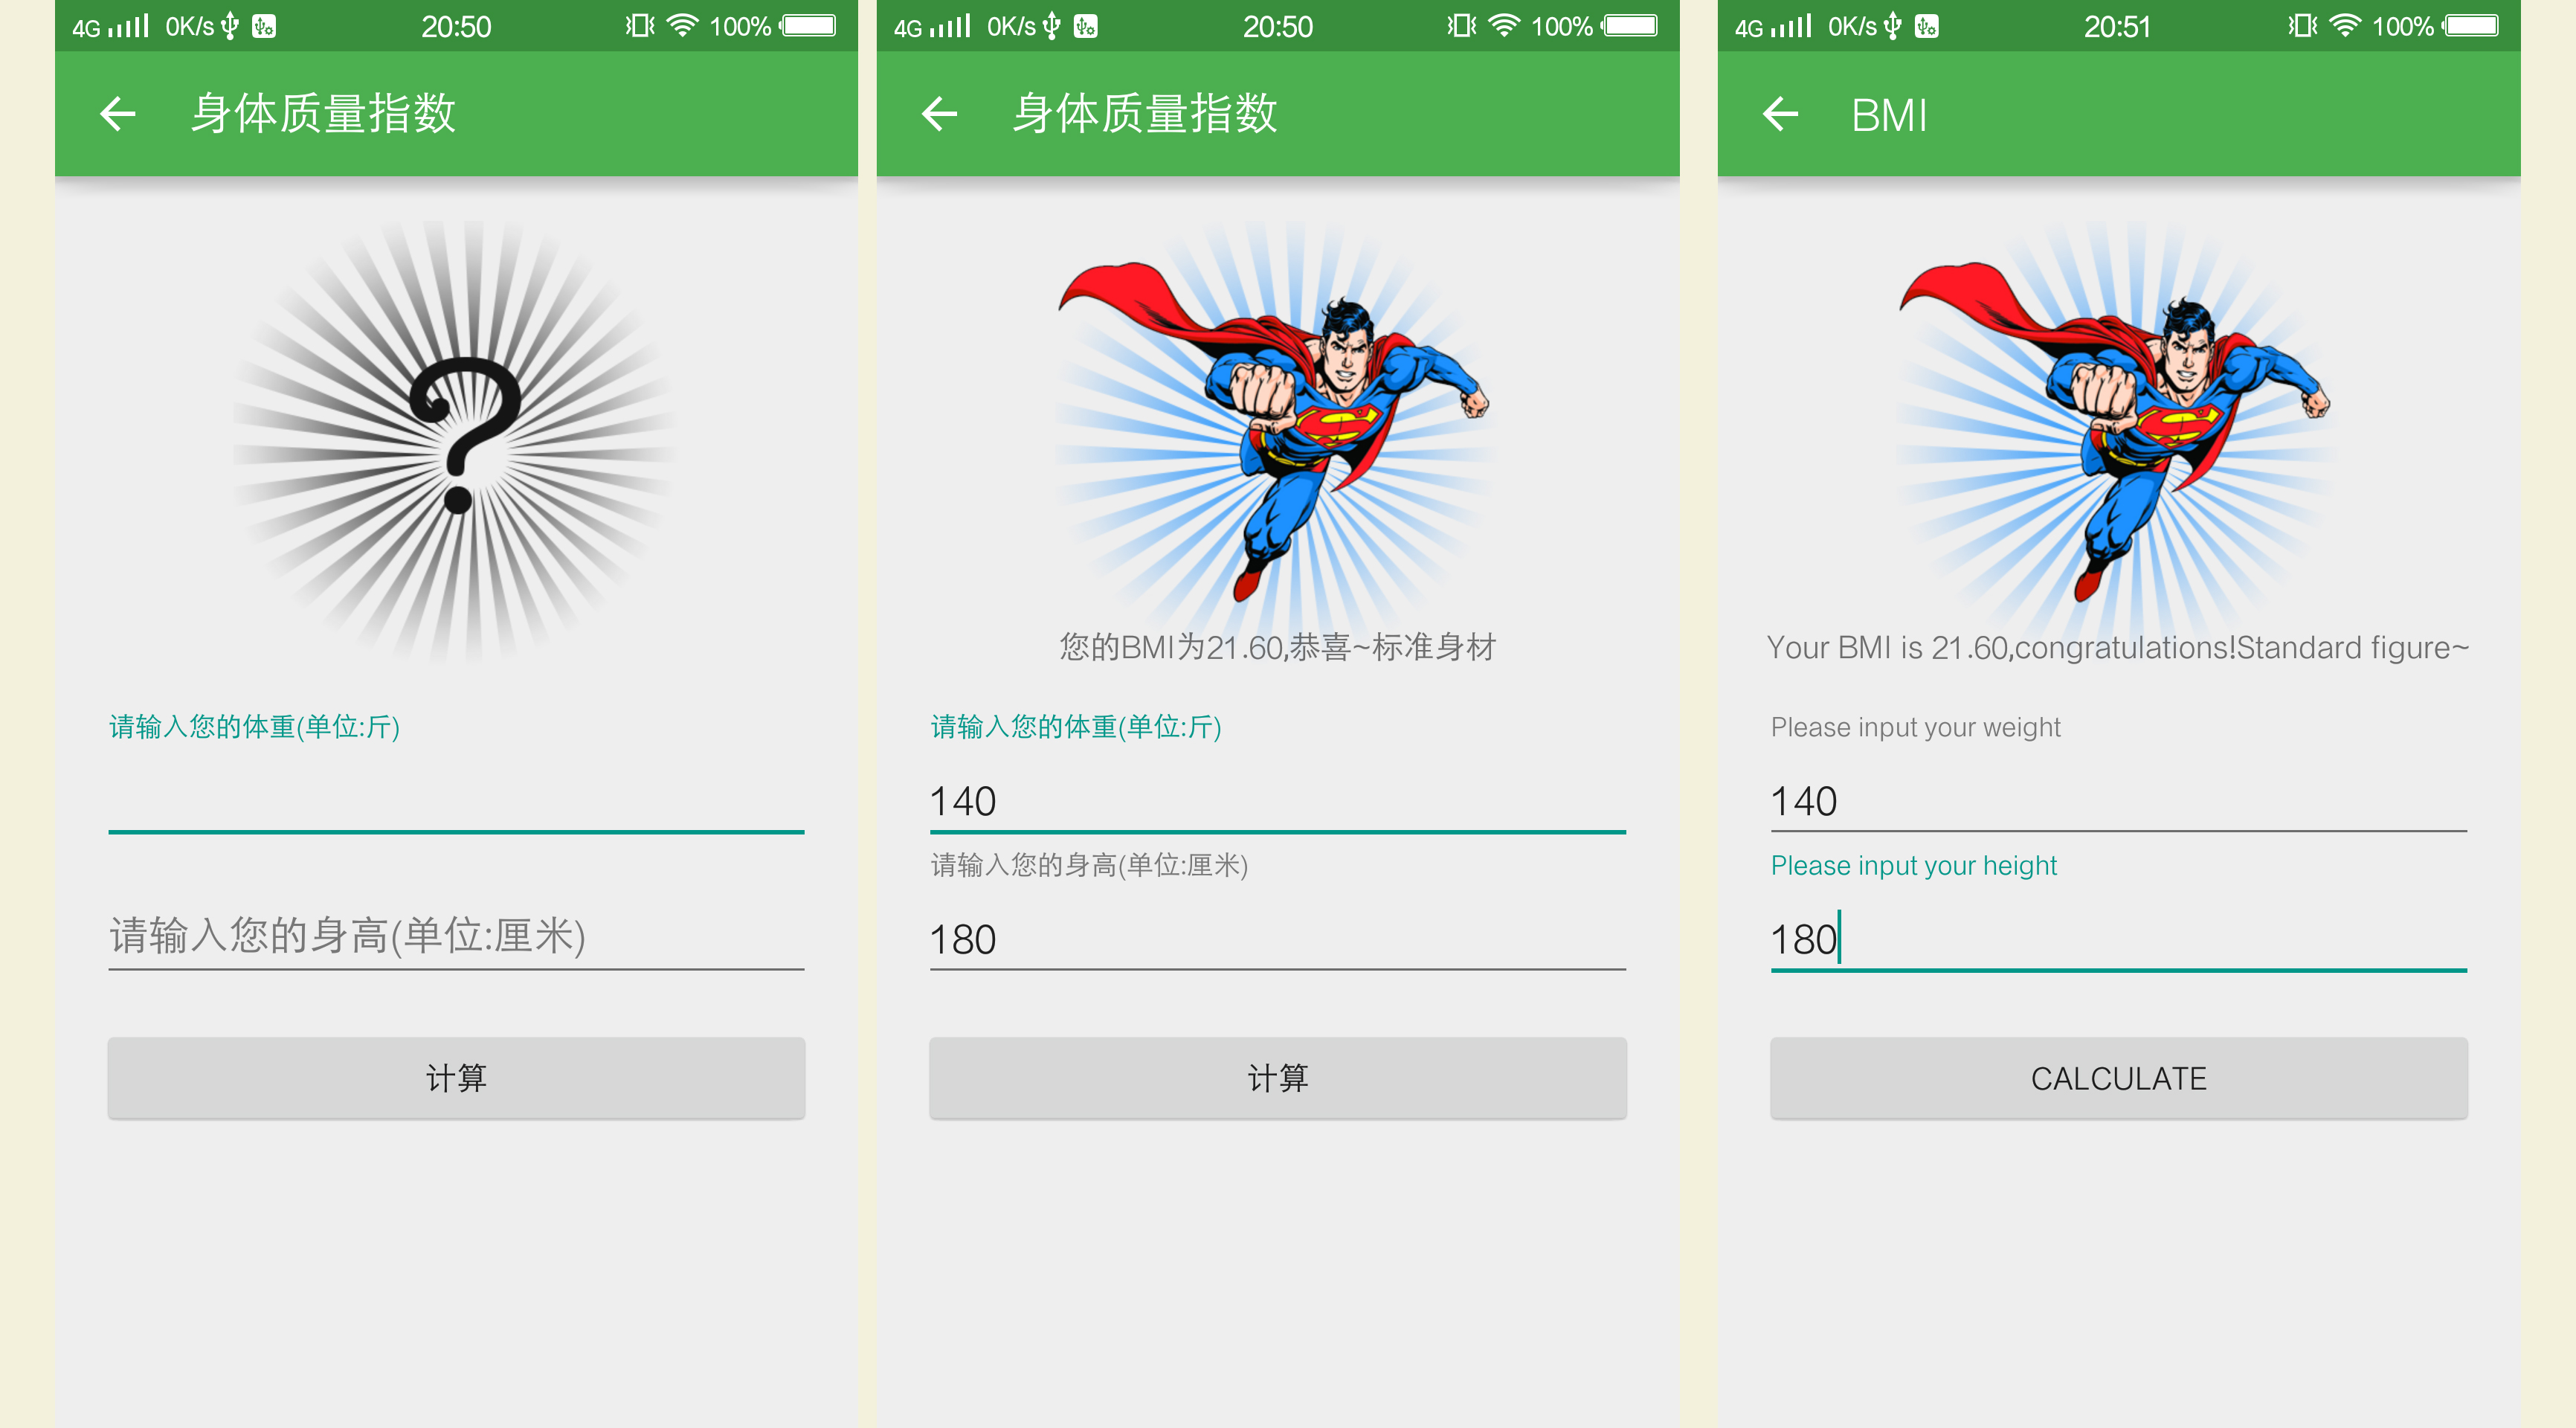 4G 0K/s 20:50 100%
身体质量指数
?
请输入您的体重(单位:斤)
请输入您的身高(单位:厘米)
计算
4G 0K/s 20:50 100%
身体质量指数
S
您的BMI为21.60,恭喜~标准身材
请输入您的体重(单位:斤)
140
请输入您的身高(单位:厘米)
180
计算
4G 0K/s 20:51 100%
BMI
S
Your BMI is 21.60,congratulations!Standard figure~
Please input your weight
140
Please input your height
180
CALCULATE